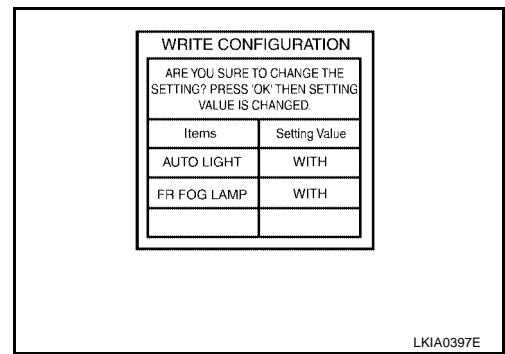 WRITE CONFIGURATION
ARE YOU SURE TO CHANGE THE
SETTING? PRESS 'OK' THEN SETTING
VALUE IS CHANGED.
Items Setting Value
AUTO LIGHT WITH
FR FOG LAMP WITH
LKIA0397E